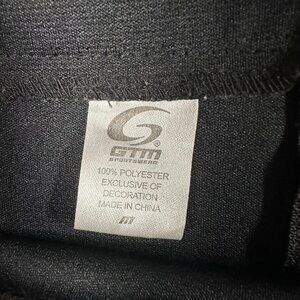 GTM®
SPORTSWEAR
100% POLYESTER
EXCLUSIVE OF
DECORATION
MADE IN CHINA
M